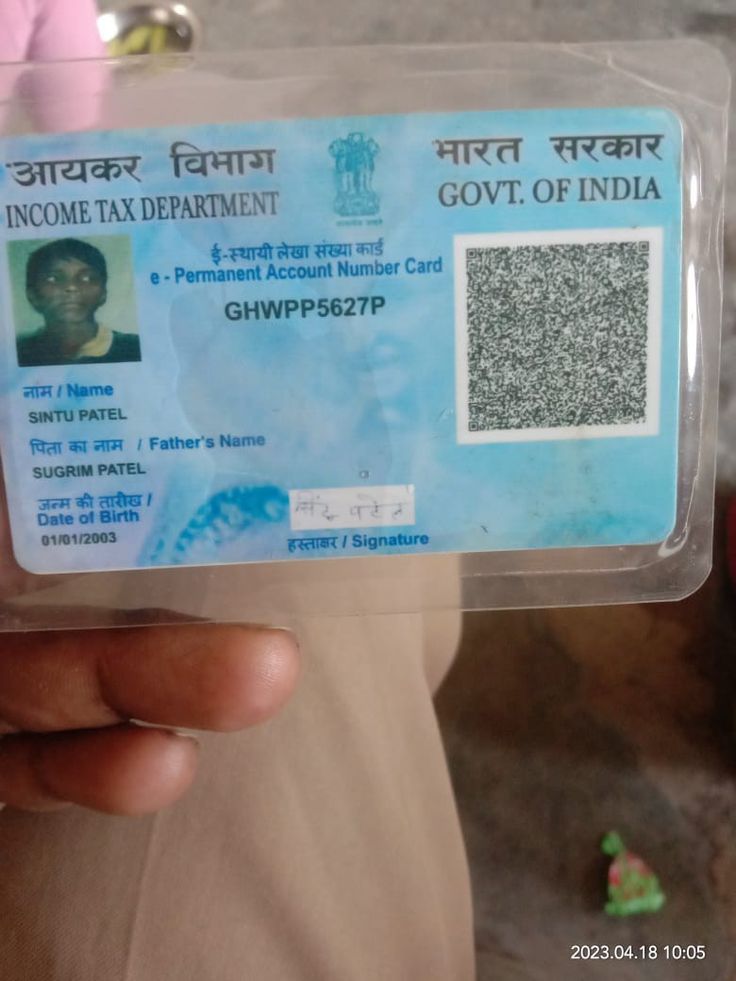 आयकर विभाग
INCOME TAX DEPARTMENT
भारत सरकार
GOVT. OF INDIA
ई-स्थायी लेखा संख्या कार्ड
e - Permanent Account Number Card
GHWPP5627P
नाम / Name
SINTU PATEL
पिता का नाम / Father's Name
SUGRIM PATEL
जन्म की तारीख /
Date of Birth
01/01/2003
सिंटू पटेल
हस्ताक्षर / Signature
2023.04.18 10:05